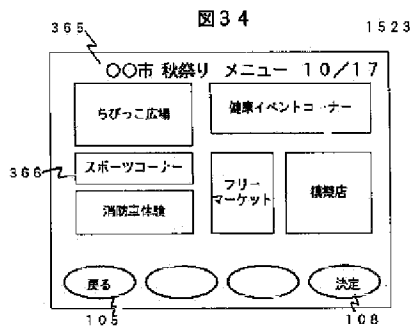 図34
365
1523
〇〇市 秋祭り メニュー 10/17
ちびっこ広場
健康イベントコーナー
スポーツコーナー
366
フリー
マーケット
模擬店
消防車体験
戻る
決定
105
108